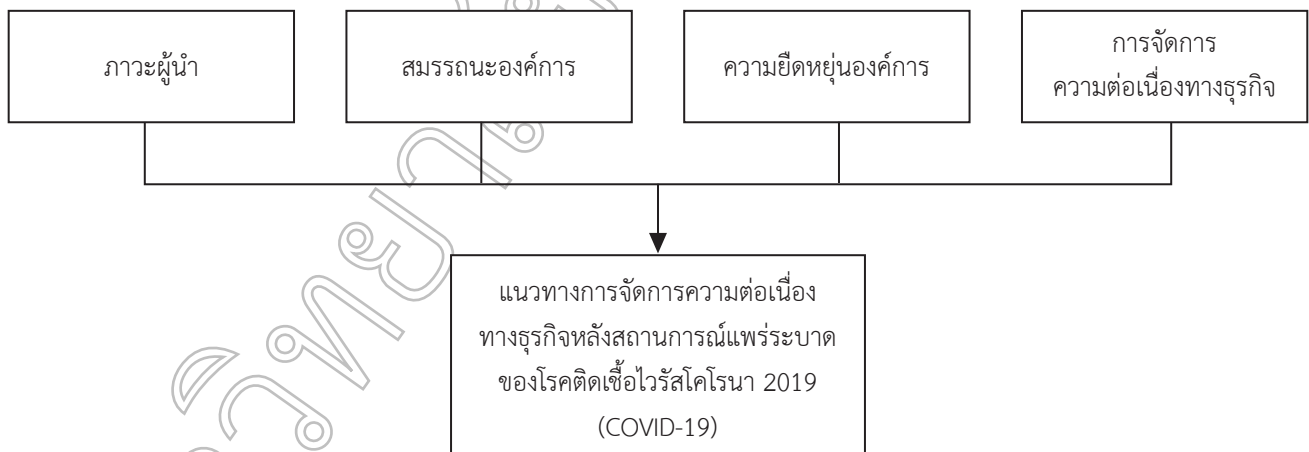 ภาวะผู้นำ
สมรรถนะองค์การ
ความยืดหยุ่นองค์การ
การจัดการ
ความต่อเนื่องทางธุรกิจ
แนวทางการจัดการความต่อเนื่อง
ทางธุรกิจหลังสถานการณ์แพร่ระบาด
ของโรคติดเชื้อไวรัสโคโรนา 2019
(COVID-19)